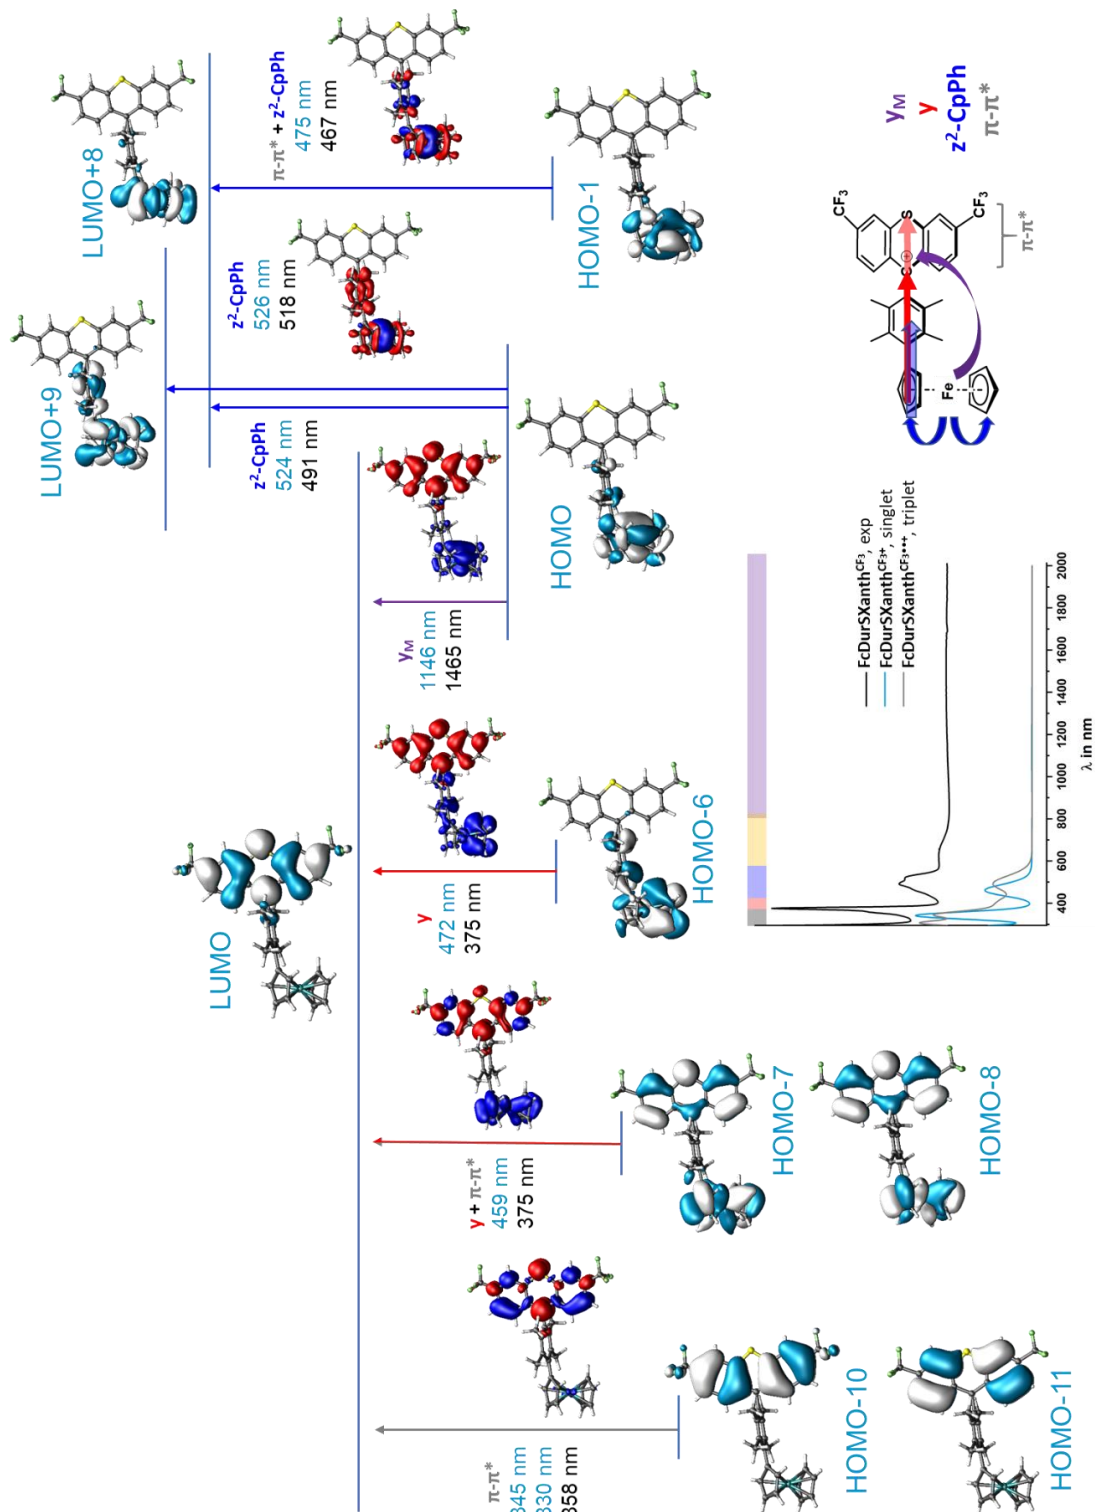 LUMO+8
LUMO+9
π-π* + z²-CpPh
475 nm
467 nm
z²-CpPh
526 nm
518 nm
z²-CpPh
524 nm
491 nm
HOMO-1
HOMO
LUMO
yM
1146 nm
1465 nm
y
472 nm
375 nm
HOMO-6
y + π-π*
459 nm
375 nm
HOMO-7
HOMO-8
π-π*
345 nm
330 nm
358 nm
HOMO-10
HOMO-11
CF₃
S
C
⊕
CF₃
Fe
π-π*
yM
y
z²-CpPh
π-π*
FcDurSXanthᶜᶠ³, exp
FcDurSXanthᶜᶠ³⁺, singlet
FcDurSXanthᶜᶠ³•••⁺, triplet
400
600
800
1000
1200
1400
1600
1800
2000
λ in nm